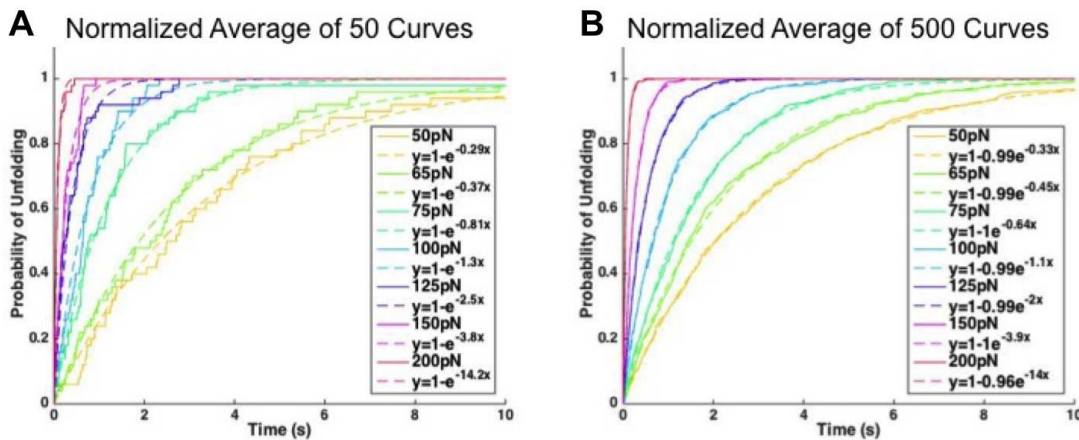 A Normalized Average of 50 Curves
Probability of Unfolding
1
0.8
0.6
0.4
0.2
0
0 2 4 6 8 10
Time (s)
50pN
y=1-e^-0.29x
65pN
y=1-e^-0.37x
75pN
y=1-e^-0.81x
100pN
y=1-e^-1.3x
125pN
y=1-e^-2.5x
150pN
y=1-e^-3.8x
200pN
y=1-e^-14.2x
B Normalized Average of 500 Curves
Probability of Unfolding
1
0.8
0.6
0.4
0.2
0
0 2 4 6 8 10
Time (s)
50pN
y=1-0.99e^-0.33x
65pN
y=1-0.99e^-0.45x
75pN
y=1-1e^-0.64x
100pN
y=1-0.99e^-1.1x
125pN
y=1-0.99e^-2x
150pN
y=1-1e^-3.9x
200pN
y=1-0.96e^-14x